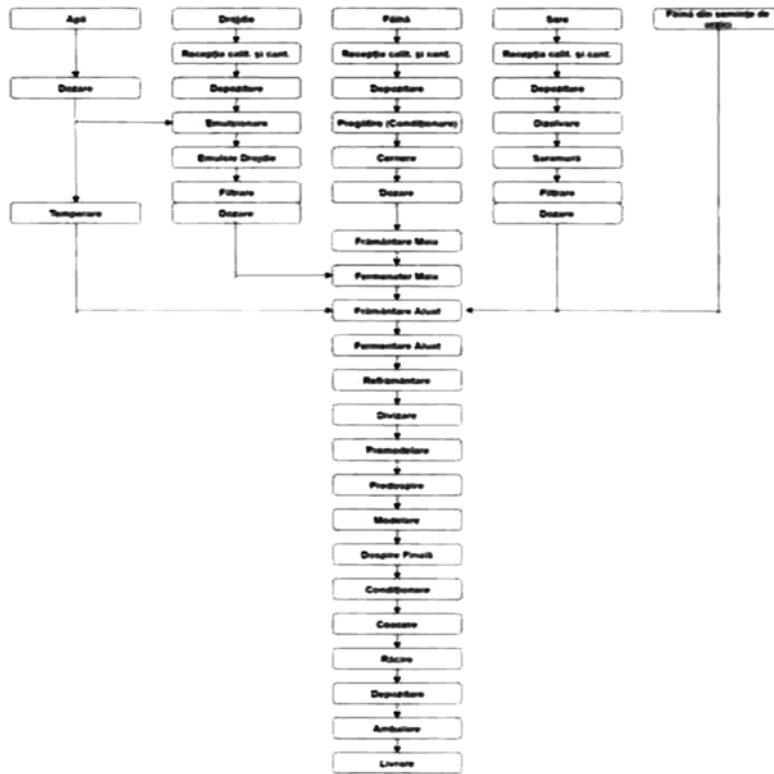 Apă
Drojdie
Făină
Sare
Făină din semințe de
Recepție calit. și cant.
Recepție calit. și cant.
Recepție calit. și cant.
Dozare
Depozitare
Depozitare
Depozitare
Emulsionare
Pregătire (Condiționare)
Dizolvare
Emulsie Drojdie
Cernere
Saramură
Filtrare
Dozare
Filtrare
Temperare
Dozare
Dozare
Frământare Maia
Maia
Frământare Aluat
Fermentare Aluat
Reframântare
Divizare
Premodelare
Predospire
Modelare
Dospire Finală
Condiționare
Coacere
Răcire
Depozitare
Ambalare
Livrare